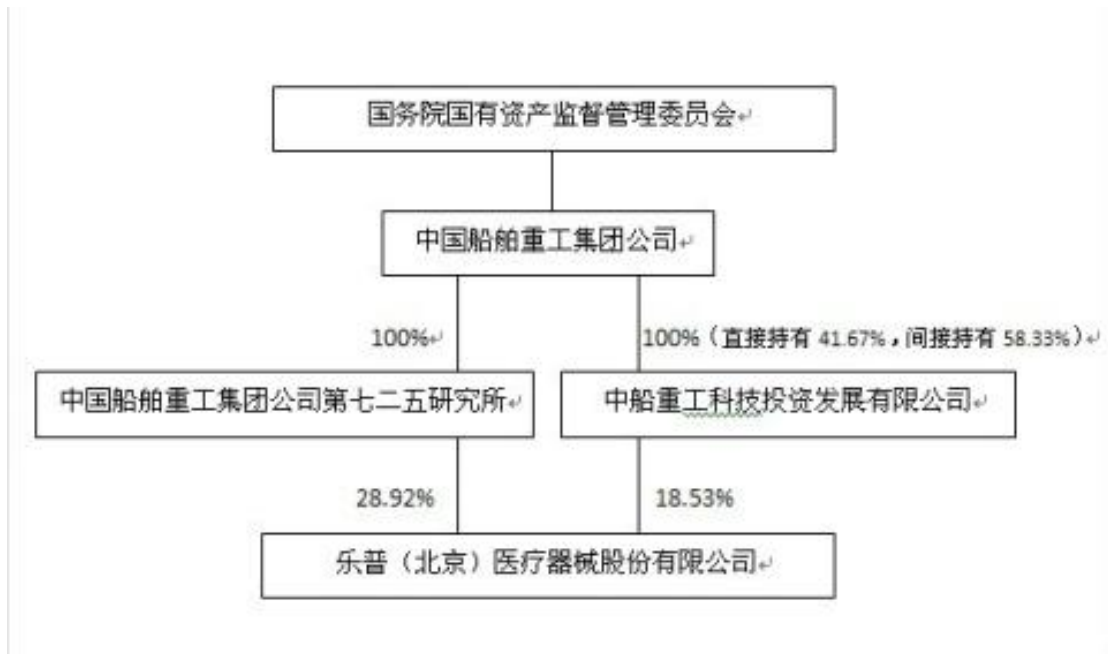 国务院国有资产监督管理委员会
中国船舶重工集团公司
100%
100%（直接持有 41.67%，间接持有 58.33%）
中国船舶重工集团公司第七二五研究所
中船重工科技投资发展有限公司
28.92%
18.53%
乐普（北京）医疗器械股份有限公司